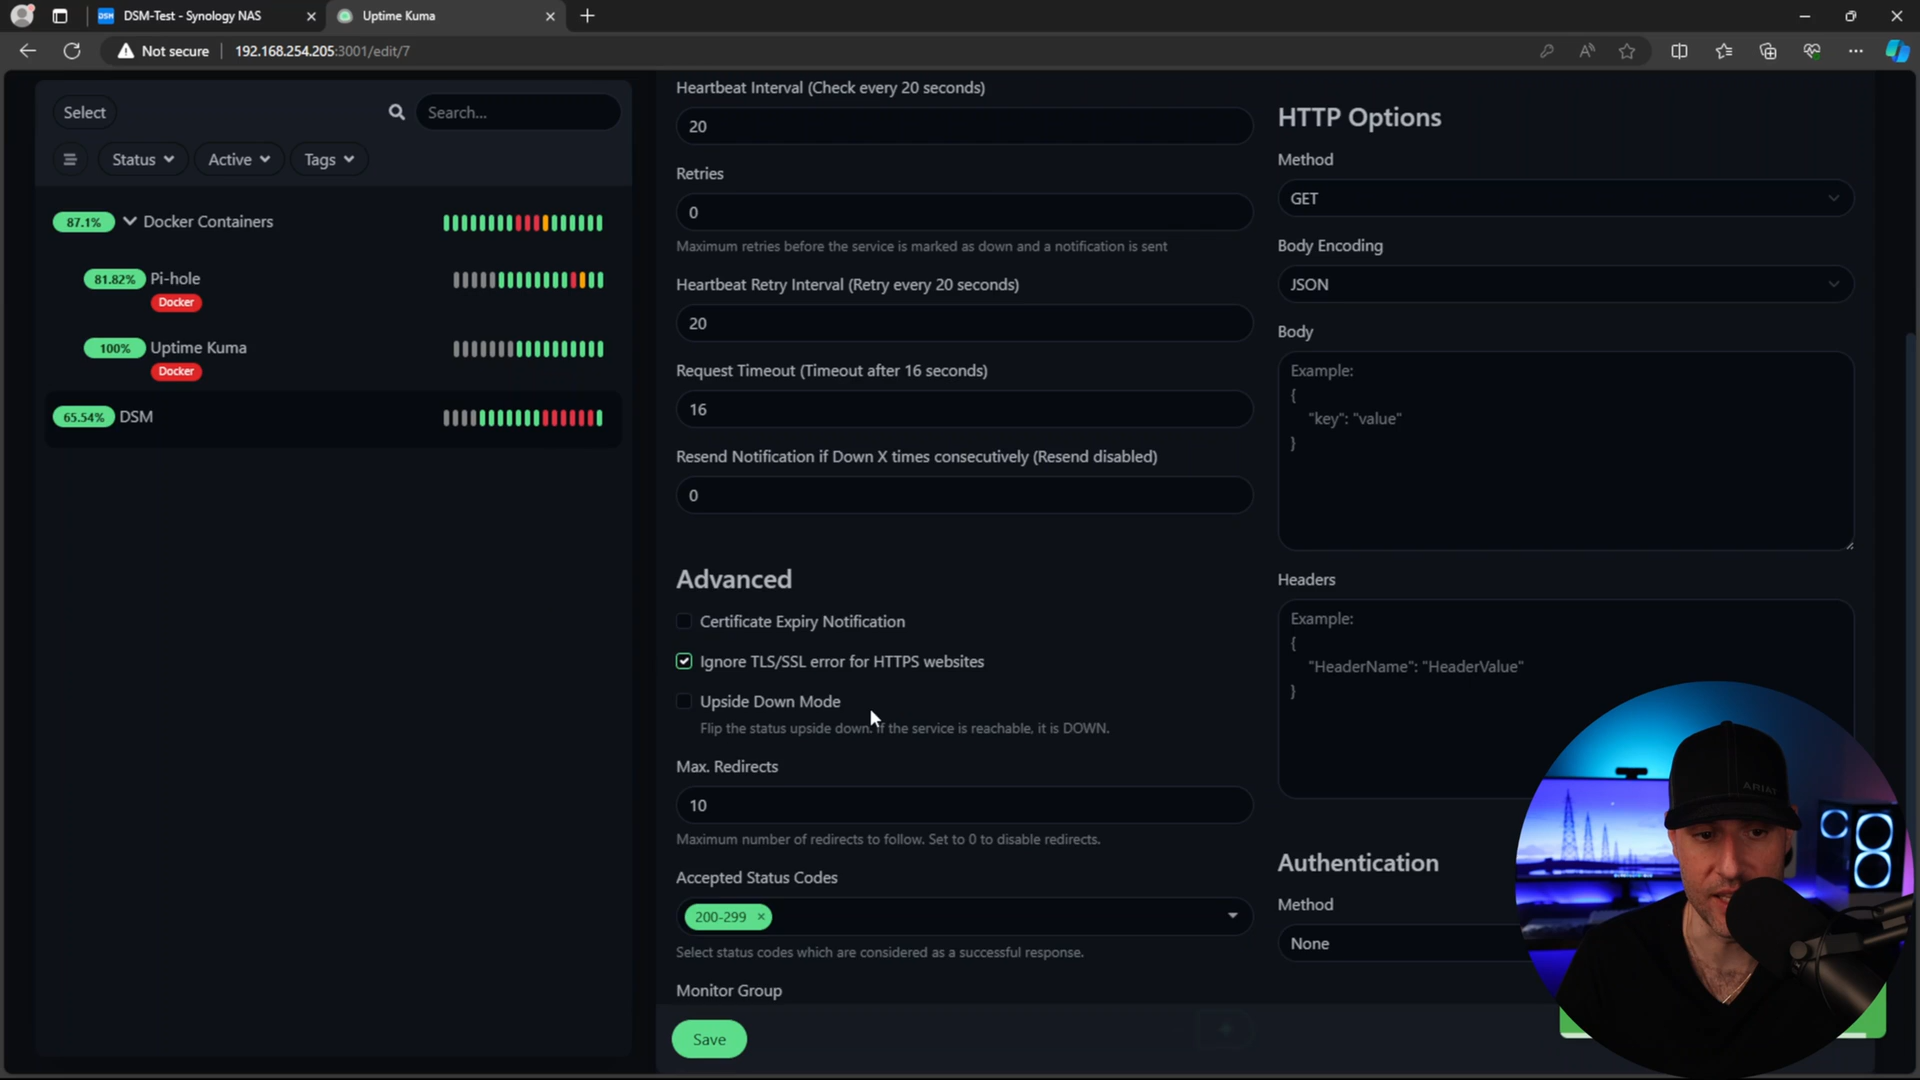 DSM-Test - Synology NAS
Uptime Kuma
Not secure
192.168.254.205:3001/edit/7
Select
Search...
Status
Active
Tags
87.1%
Docker Containers
81.82%
Pi-hole
Docker
100%
Uptime Kuma
Docker
65.54%
DSM
Heartbeat Interval (Check every 20 seconds)
20
Retries
0
Maximum retries before the service is marked as down and a notification is sent
Heartbeat Retry Interval (Retry every 20 seconds)
20
Request Timeout (Timeout after 16 seconds)
16
Resend Notification if Down X times consecutively (Resend disabled)
0
Advanced
Certificate Expiry Notification
Ignore TLS/SSL error for HTTPS websites
Upside Down Mode
Flip the status upside down. If the service is reachable, it is DOWN.
Max. Redirects
10
Maximum number of redirects to follow. Set to 0 to disable redirects.
Accepted Status Codes
200-299 ×
Select status codes which are considered as a successful response.
Monitor Group
Save
HTTP Options
Method
GET
Body Encoding
JSON
Body
Example:
{
"key": "value"
}
Headers
Example:
{
"HeaderName": "HeaderValue"
}
Authentication
Method
None